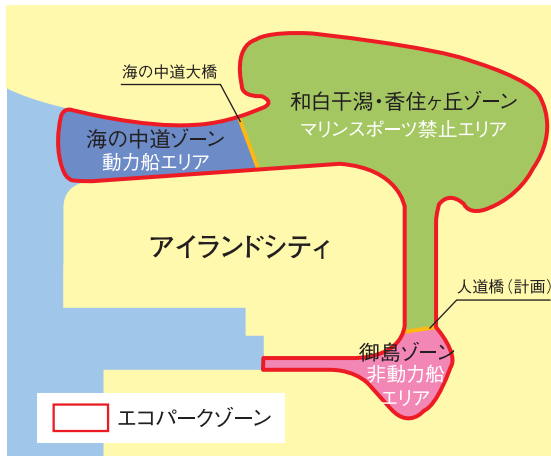 海の中道大橋
和白干潟・香住ヶ丘ゾーン
マリンスポーツ禁止エリア
海の中道ゾーン
動力船エリア
アイランドシティ
人道橋(計画)
御島ゾーン
非動力船
エリア
エコパークゾーン